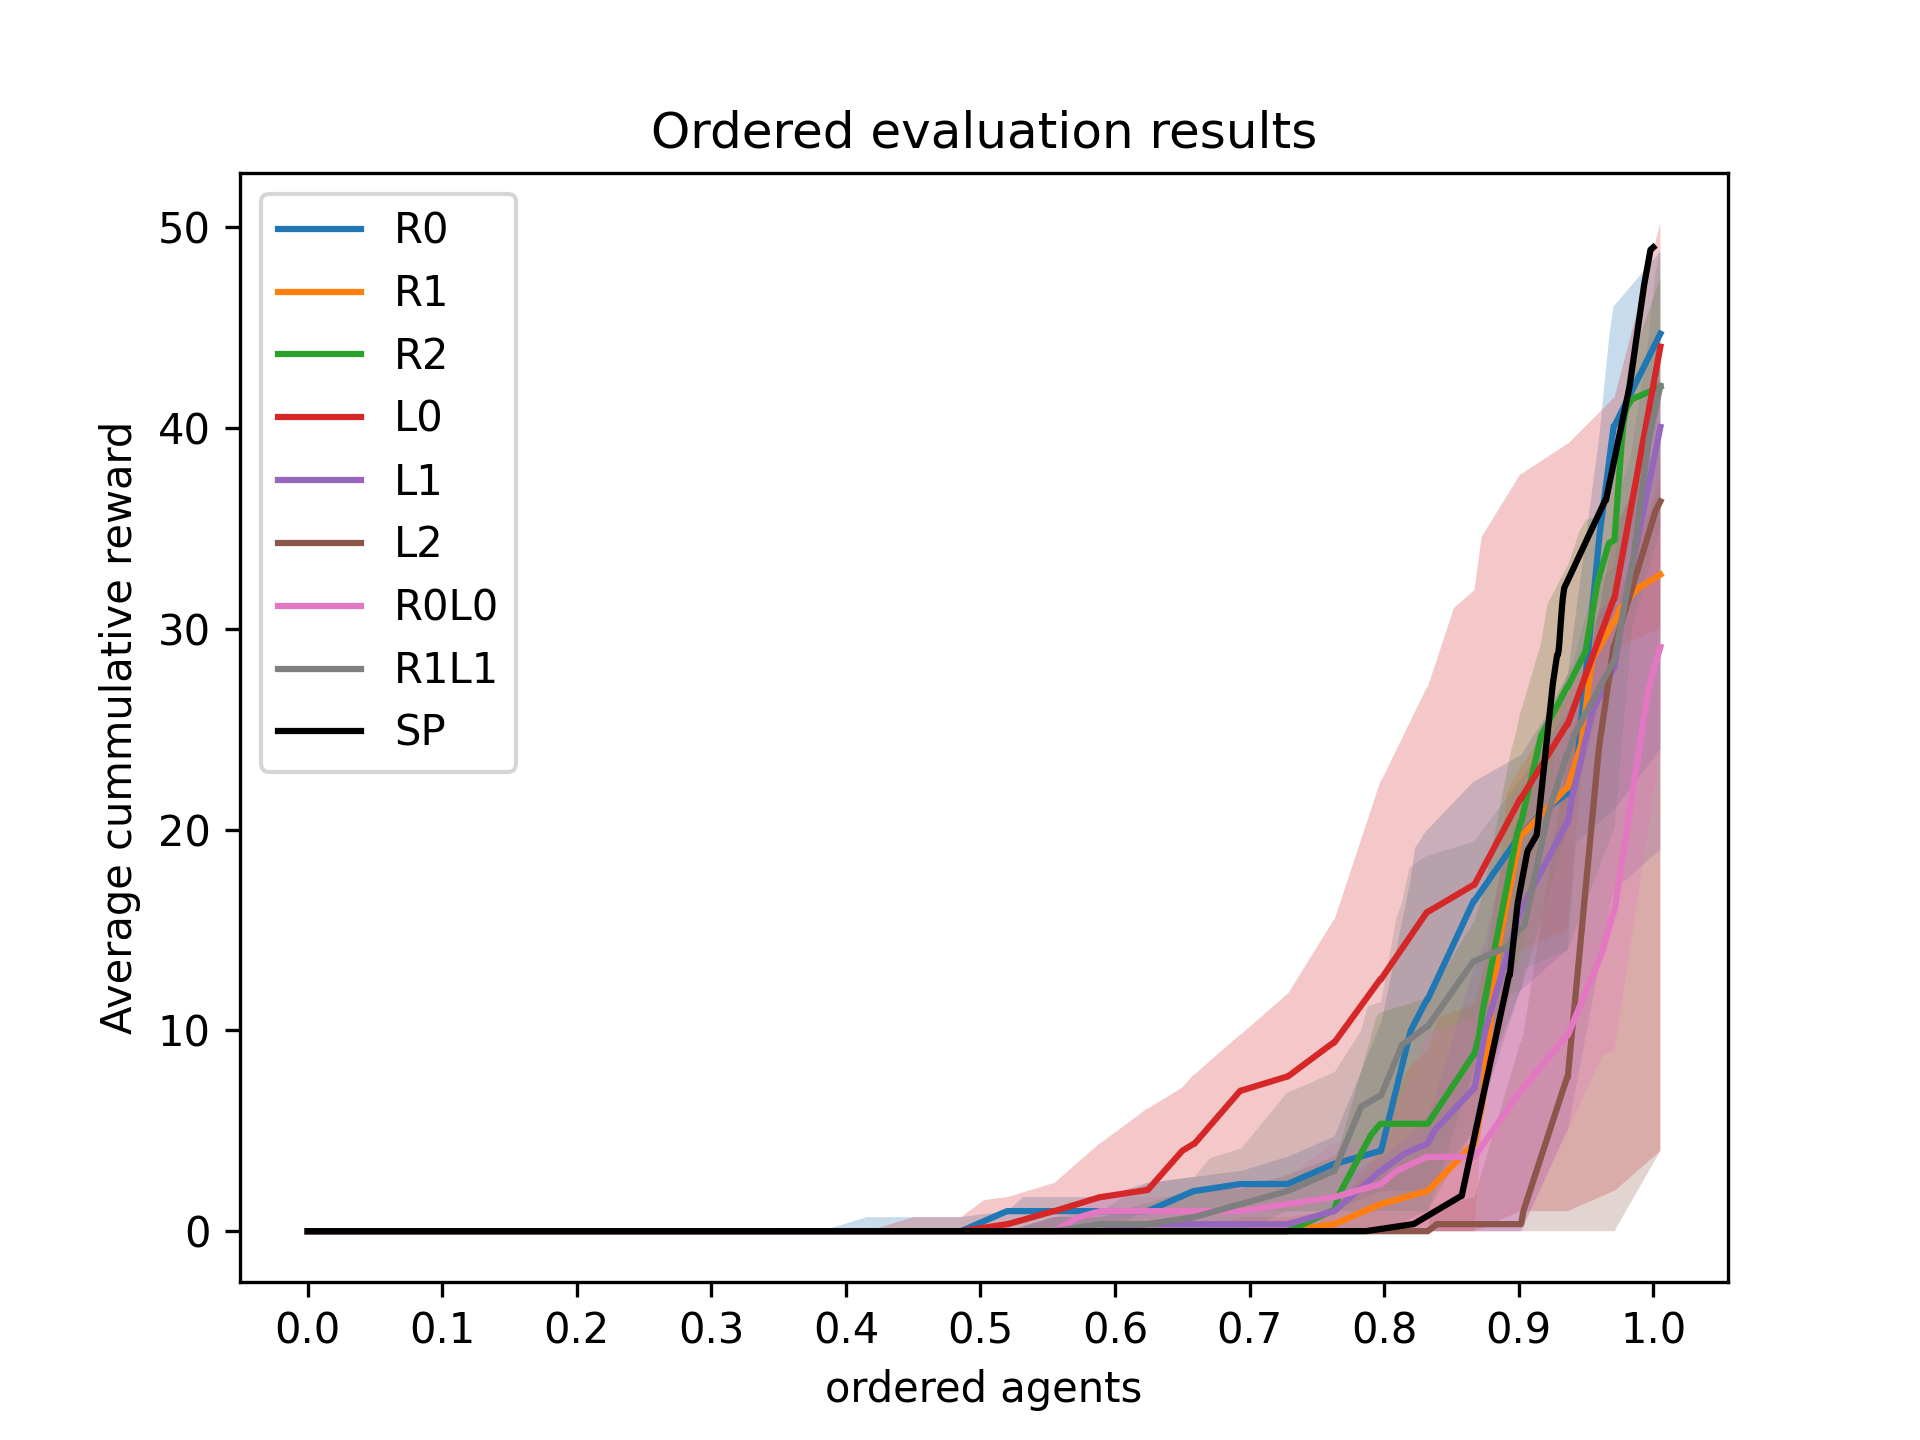 Ordered evaluation results
Average cummulative reward
50
40
30
20
10
0
R0
R1
R2
L0
L1
L2
R0L0
R1L1
SP
0.0 0.1 0.2 0.3 0.4 0.5 0.6 0.7 0.8 0.9 1.0
ordered agents